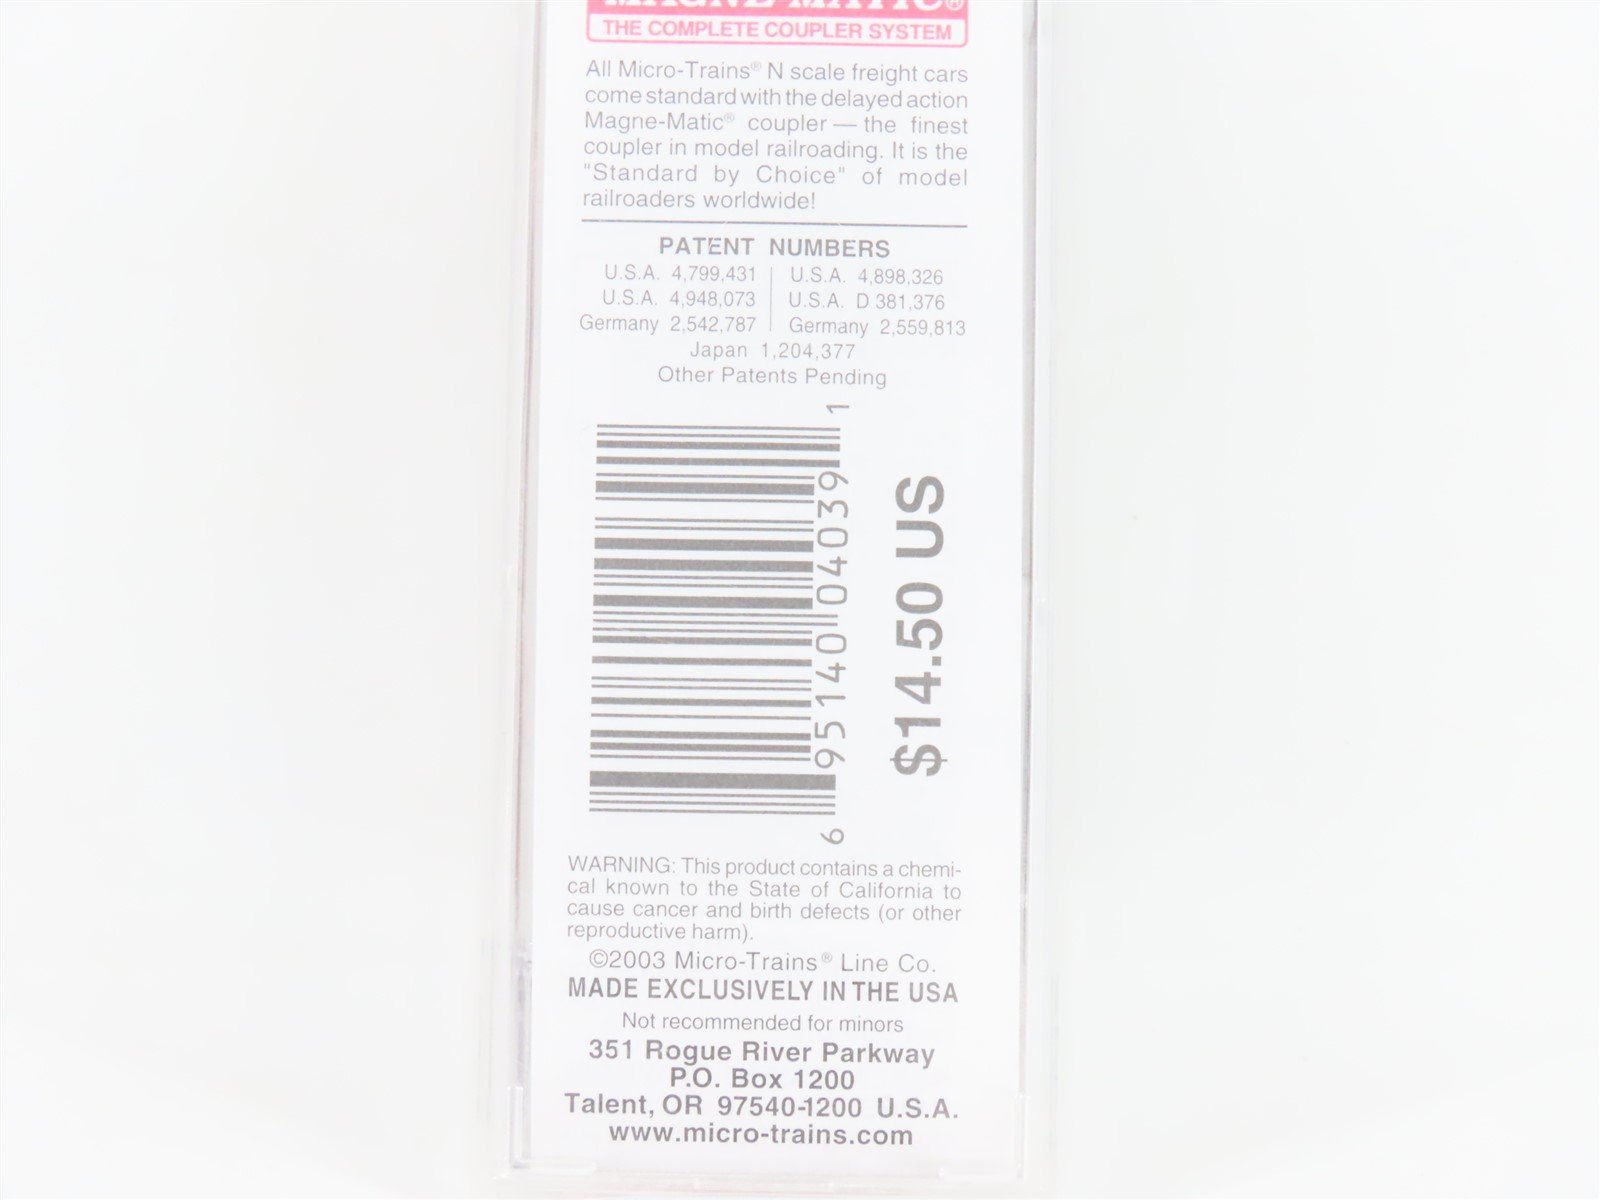 MAGNE-MATIC®
THE COMPLETE COUPLER SYSTEM
All Micro-Trains® N scale freight cars
come standard with the delayed action
Magne-Matic® coupler — the finest
coupler in model railroading. It is the
"Standard by Choice" of model
railroaders worldwide!
PATENT NUMBERS
U.S.A. 4,799,431 | U.S.A. 4,898,326
U.S.A. 4,948,073 | U.S.A. D 381,376
Germany 2,542,787 | Germany 2,559,813
Japan 1,204,377
Other Patents Pending
6 95140 04039 1
$14.50 US
WARNING: This product contains a chemi-
cal known to the State of California to
cause cancer and birth defects (or other
reproductive harm).
©2003 Micro-Trains® Line Co.
MADE EXCLUSIVELY IN THE USA
Not recommended for minors
351 Rogue River Parkway
P.O. Box 1200
Talent, OR 97540-1200 U.S.A.
www.micro-trains.com